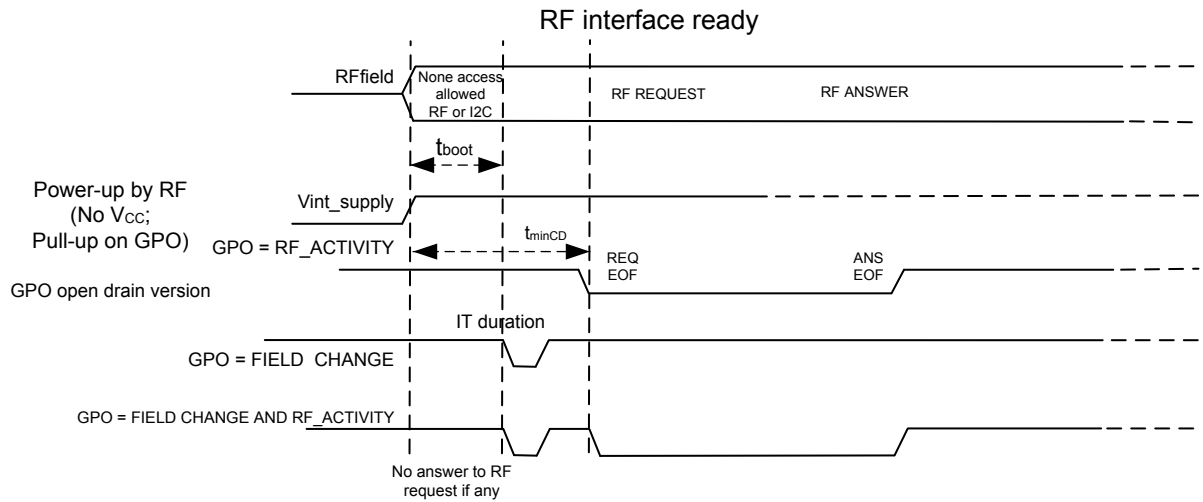 RF interface ready
RFfield
None access
allowed
RF or I2C
RF REQUEST
RF ANSWER
tboot
Power-up by RF
(No VCC;
Pull-up on GPO)
Vint_supply
tminCD
GPO = RF_ACTIVITY
REQ
EOF
ANS
EOF
GPO open drain version
IT duration
GPO = FIELD CHANGE
GPO = FIELD CHANGE AND RF_ACTIVITY
No answer to RF
request if any